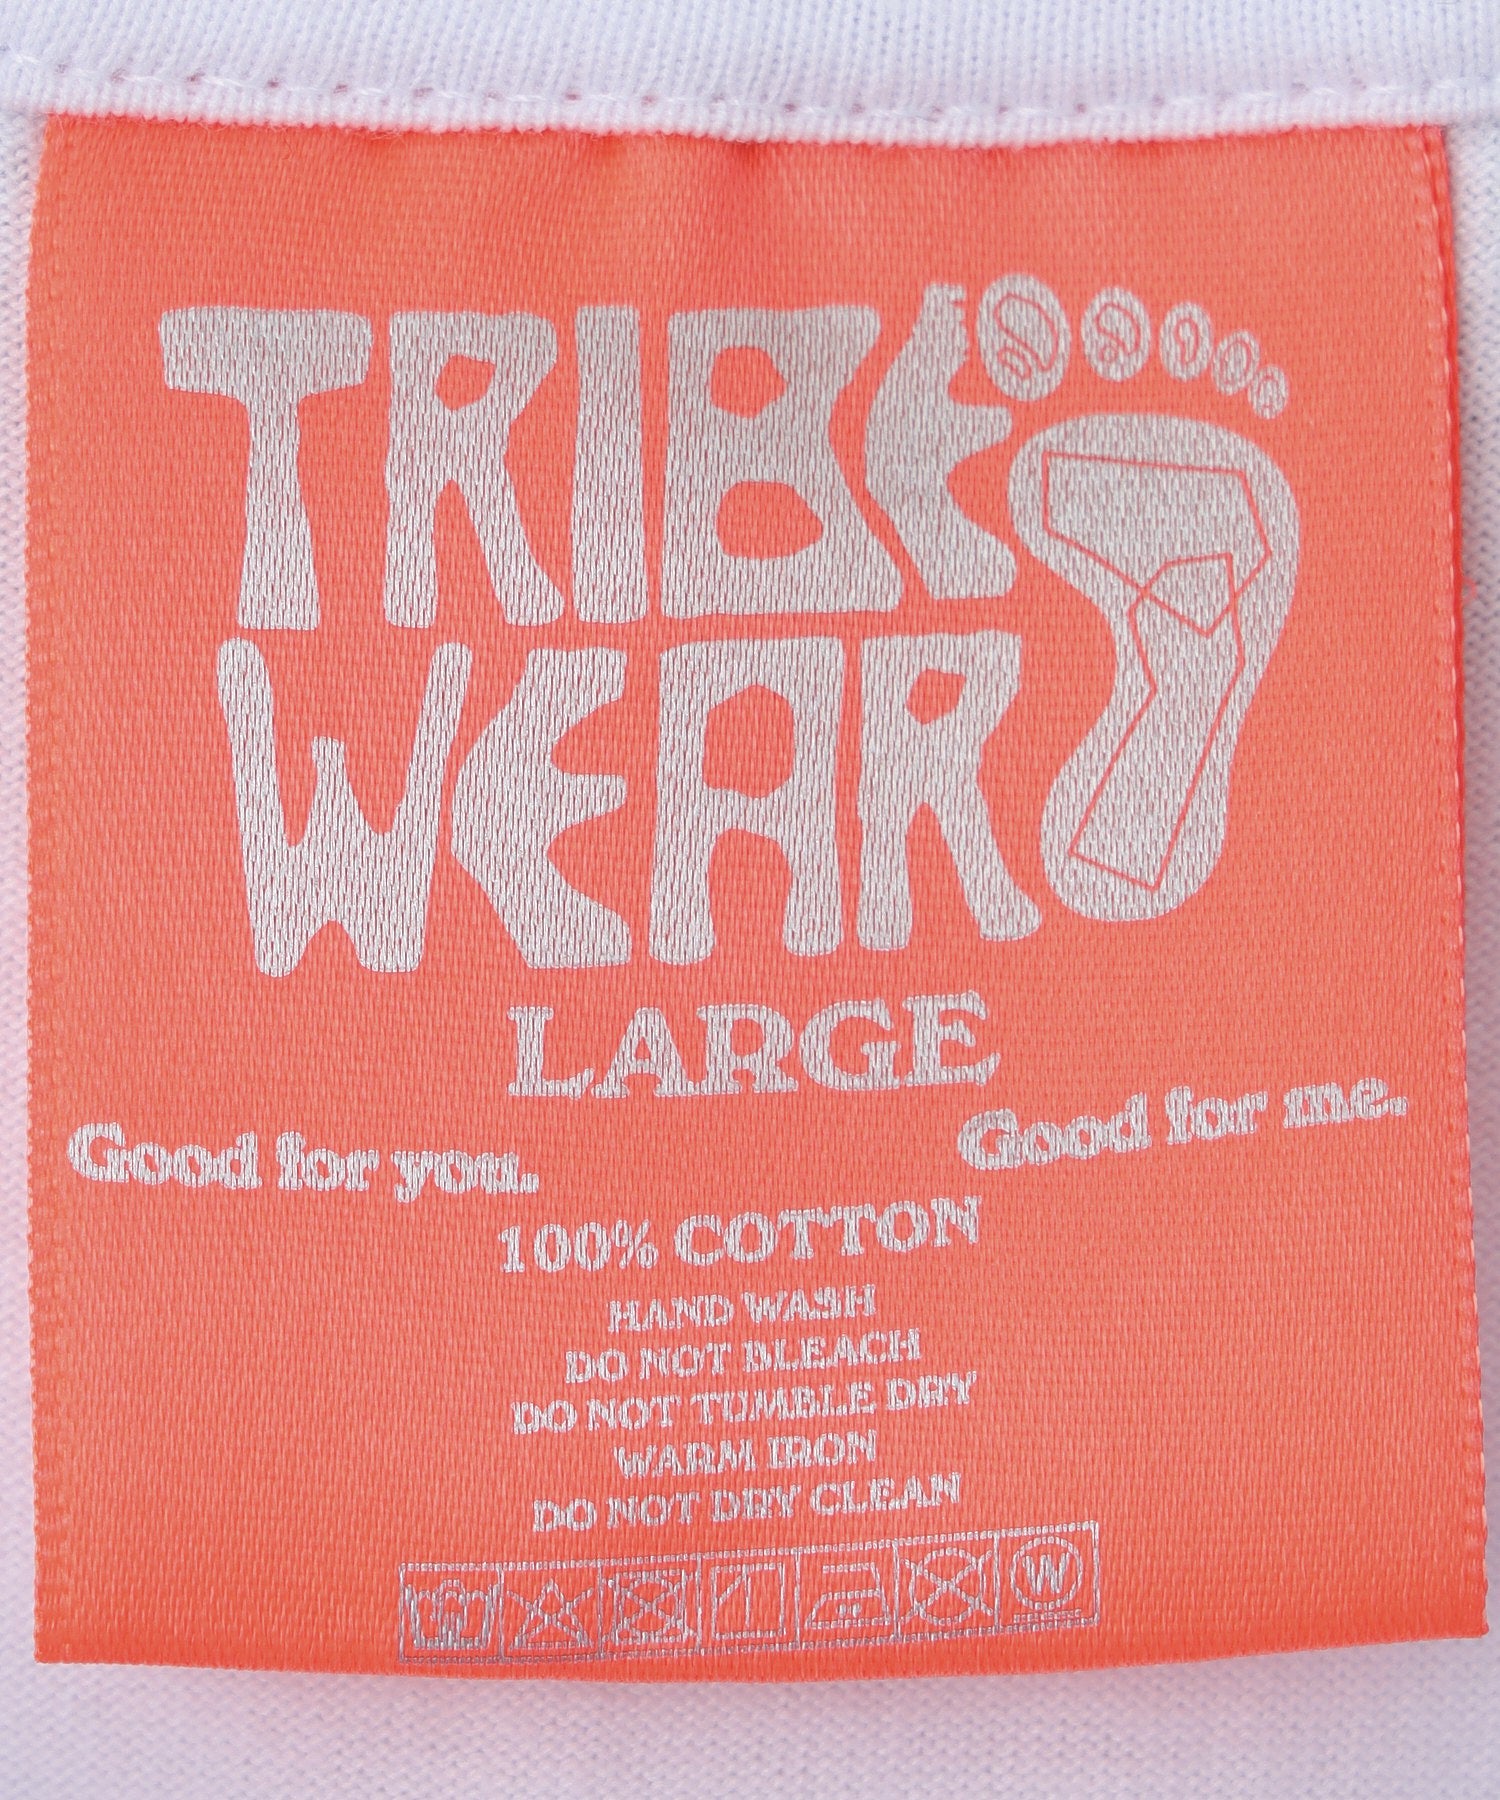 TRIBE
WEAR
LARGE
Good for you. Good for me.
100% COTTON
HAND WASH
DO NOT BLEACH
DO NOT TUMBLE DRY
WARM IRON
DO NOT DRY CLEAN
W